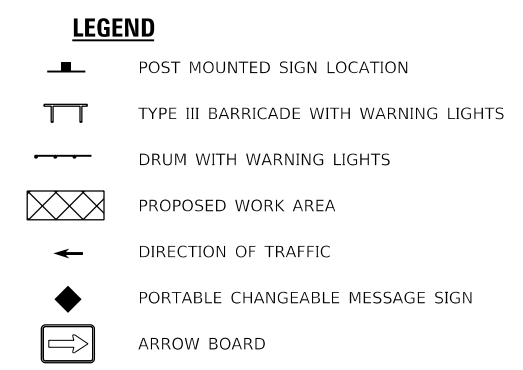 LEGEND
POST MOUNTED SIGN LOCATION
TYPE III BARRICADE WITH WARNING LIGHTS
DRUM WITH WARNING LIGHTS
PROPOSED WORK AREA
DIRECTION OF TRAFFIC
PORTABLE CHANGEABLE MESSAGE SIGN
ARROW BOARD